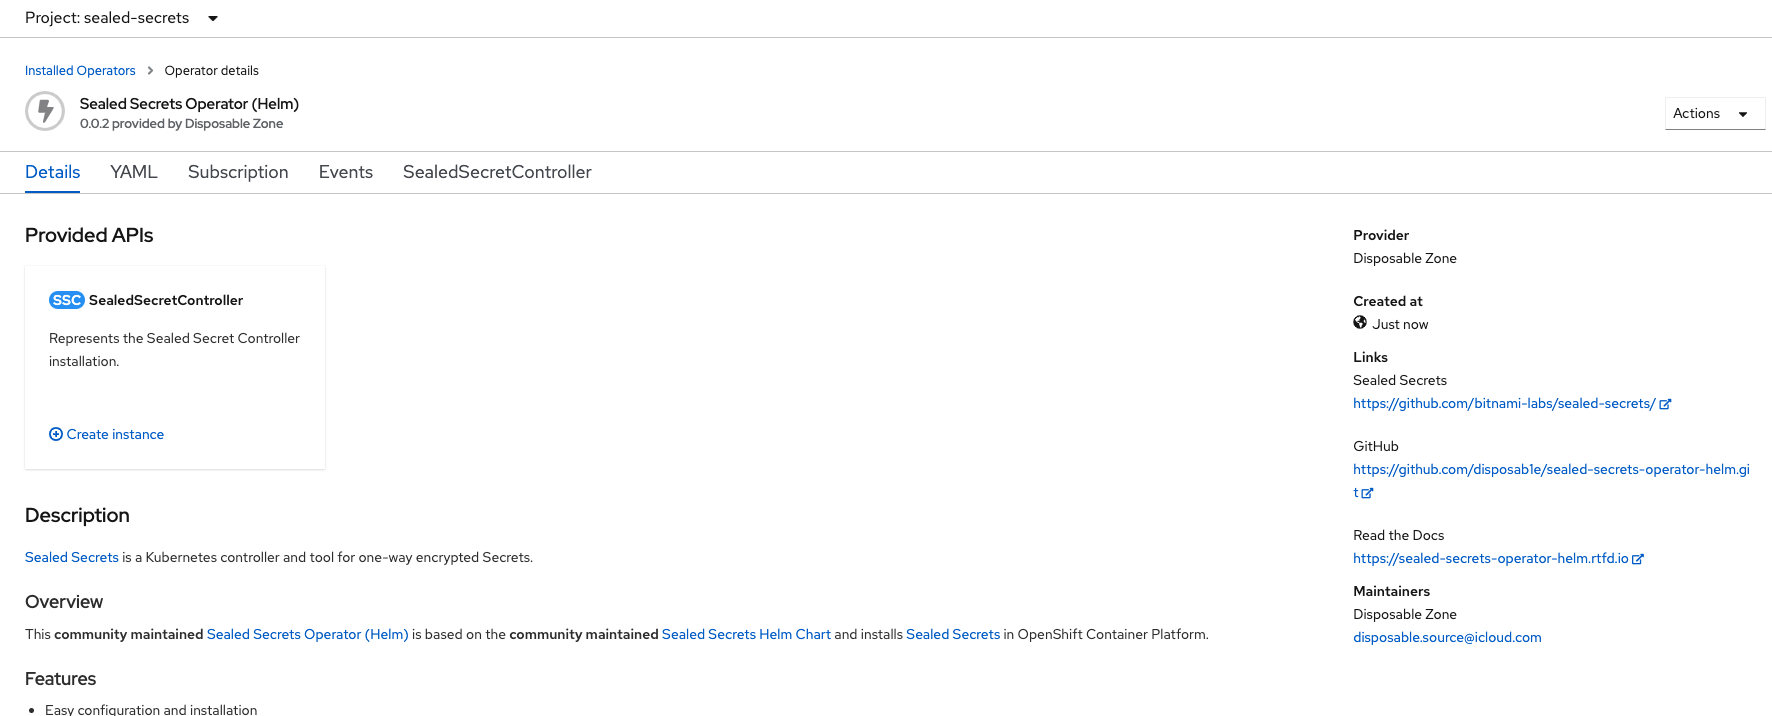 Project: sealed-secrets
Installed Operators > Operator details
Sealed Secrets Operator (Helm)
0.0.2 provided by Disposable Zone
Actions
Details YAML Subscription Events SealedSecretController
Provided APIs
SSC SealedSecretController
Represents the Sealed Secret Controller
installation.
Create instance
Description
Sealed Secrets is a Kubernetes controller and tool for one-way encrypted Secrets.
Overview
This community maintained Sealed Secrets Operator (Helm) is based on the community maintained Sealed Secrets Helm Chart and installs Sealed Secrets in OpenShift Container Platform.
Features
• Easy configuration and installation
Provider
Disposable Zone
Created at
Just now
Links
Sealed Secrets
https://github.com/bitnami-labs/sealed-secrets/
GitHub
https://github.com/disposab1e/sealed-secrets-operator-helm.gi
t
Read the Docs
https://sealed-secrets-operator-helm.rtfd.io
Maintainers
Disposable Zone
disposable.source@icloud.com